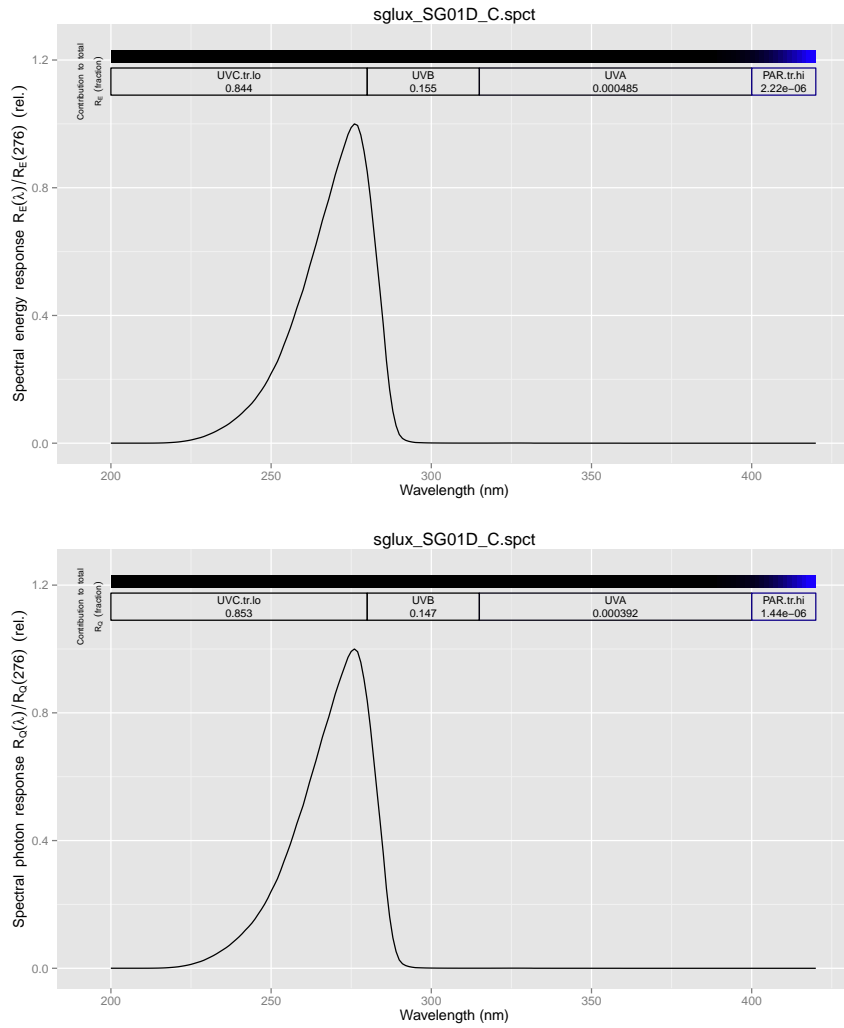 sglux_SG01D_C.spct
Contribution to total
R_E (fraction)
UVC.tr.lo UVB UVA PAR.tr.hi
0.844 0.155 0.000485 2.22e−06
Spectral energy response R_E(λ)/R_E(276) (rel.)
1.2
0.8
0.4
0.0
200 250 300 350 400
Wavelength (nm)
sglux_SG01D_C.spct
Contribution to total
R_Q (fraction)
UVC.tr.lo UVB UVA PAR.tr.hi
0.853 0.147 0.000392 1.44e−06
Spectral photon response R_Q(λ)/R_Q(276) (rel.)
1.2
0.8
0.4
0.0
200 250 300 350 400
Wavelength (nm)